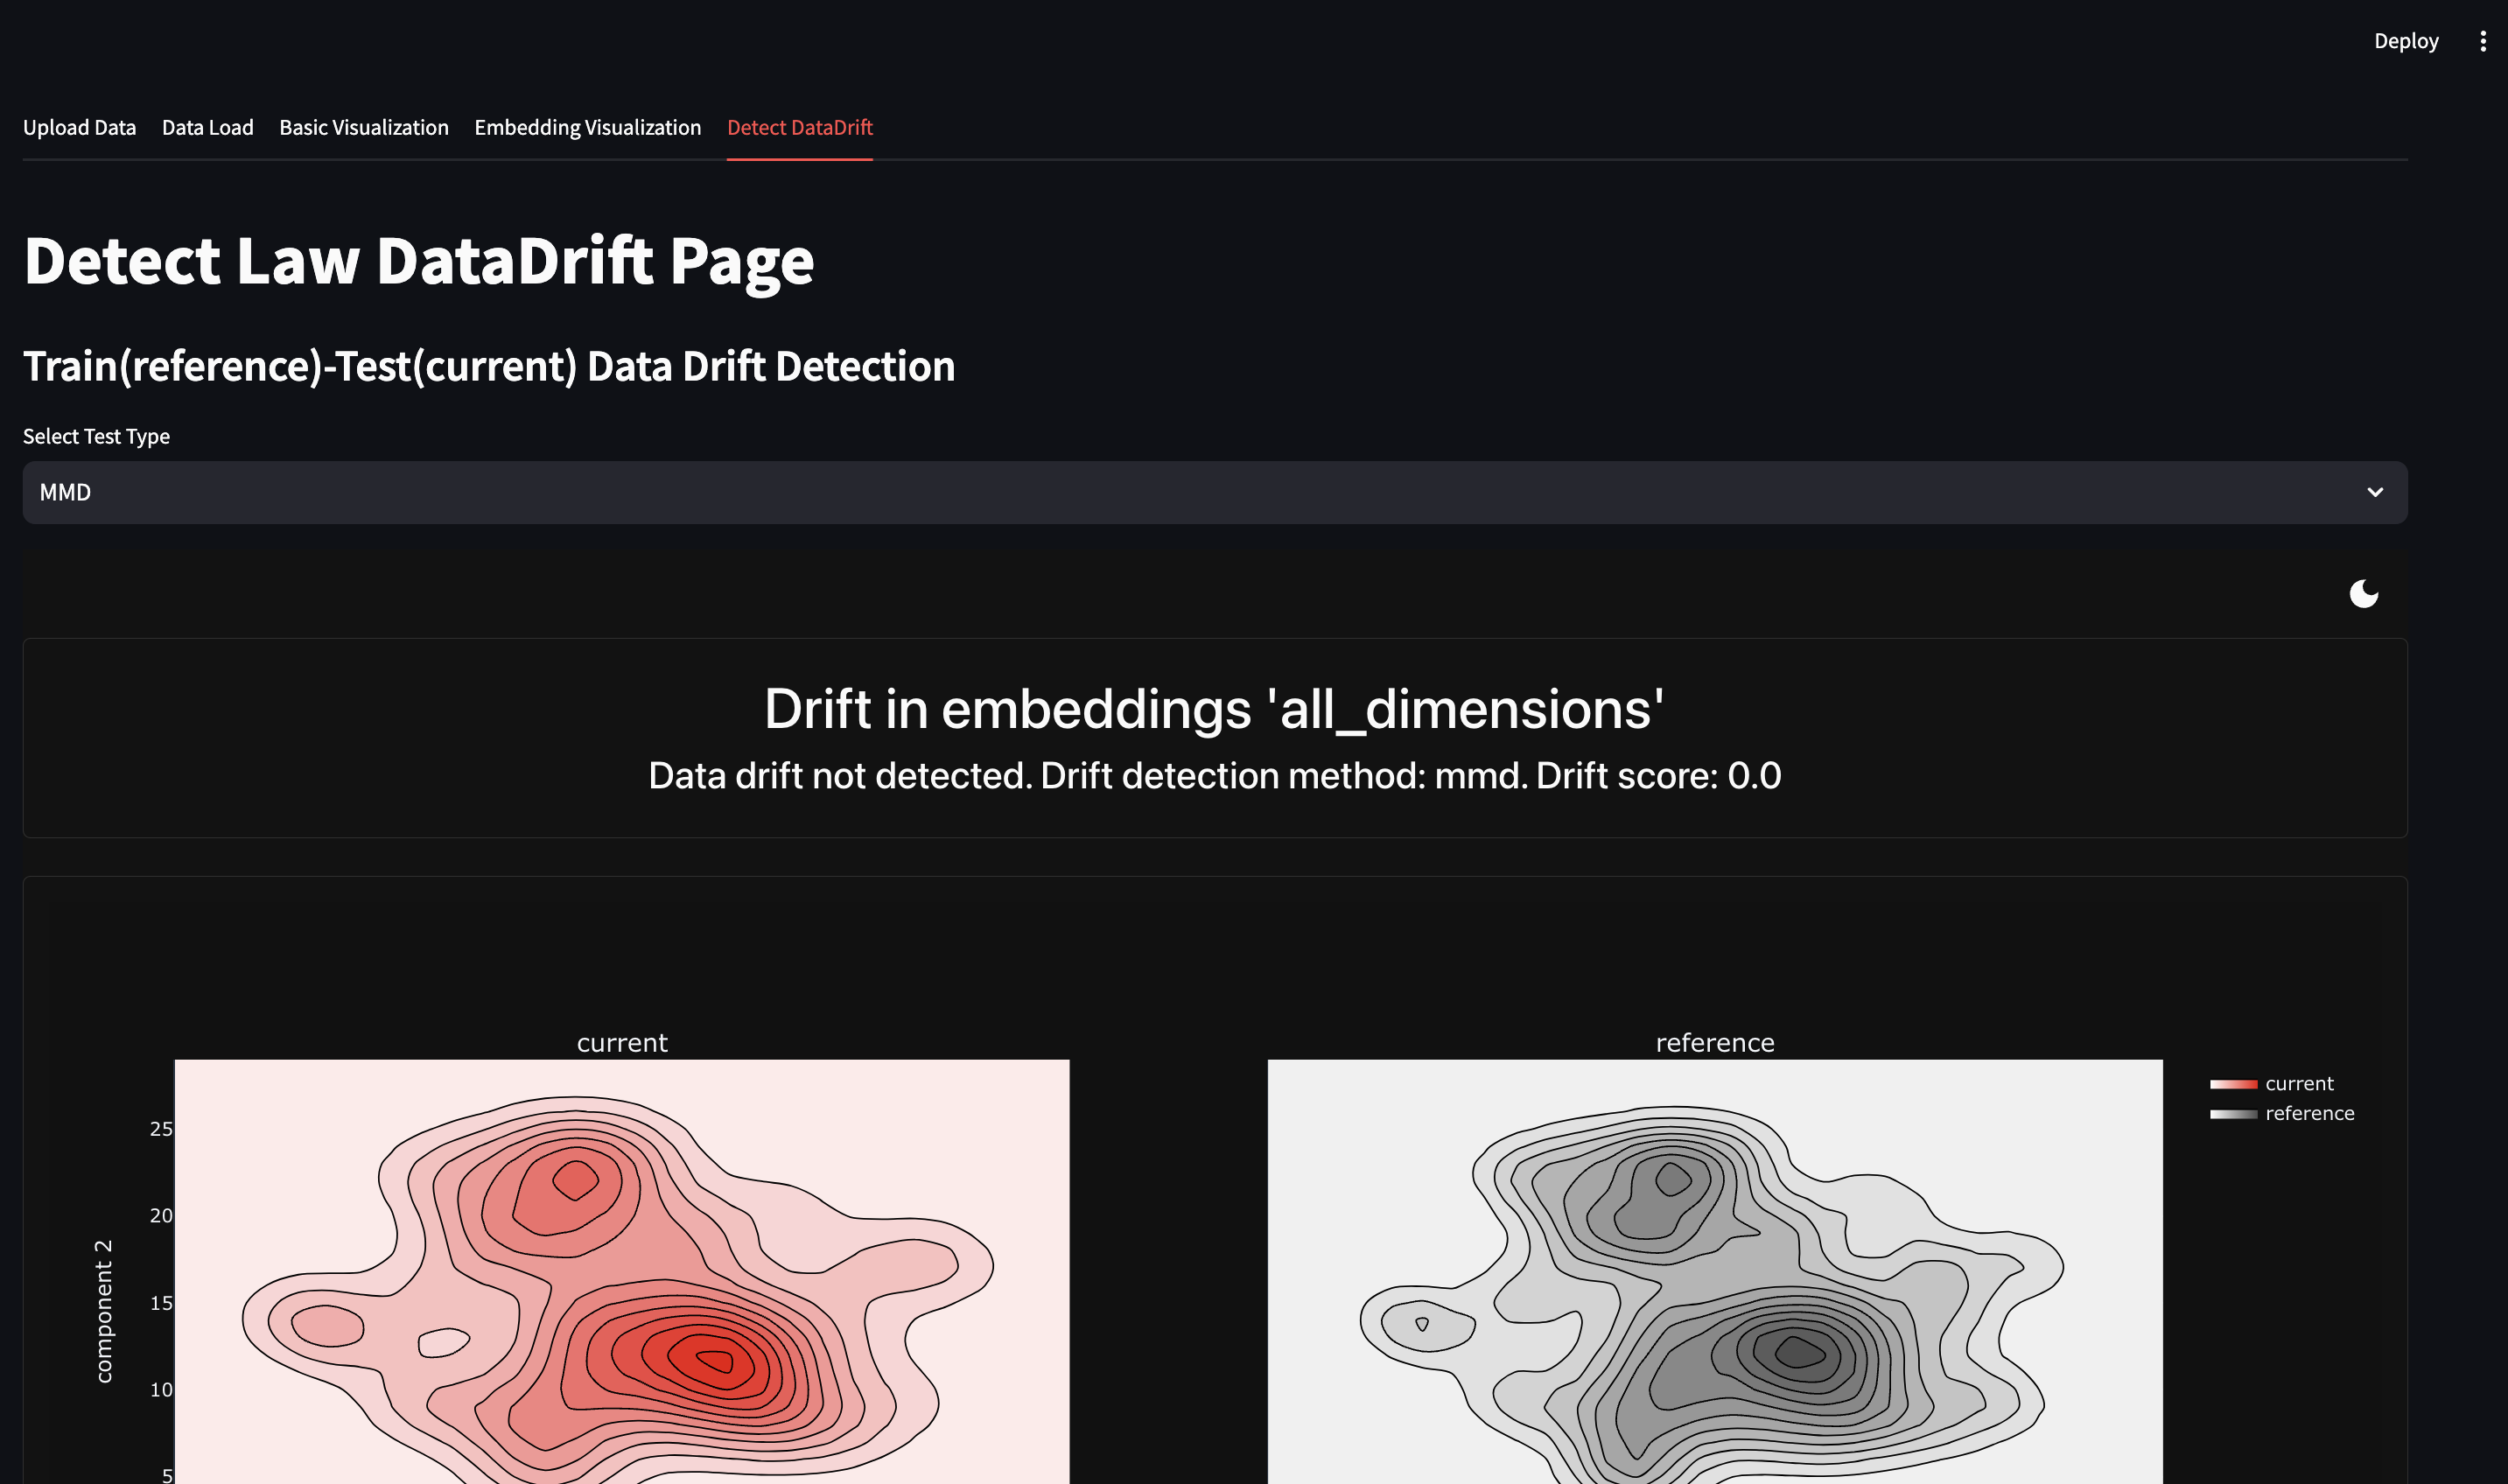 Deploy
Upload Data Data Load Basic Visualization Embedding Visualization Detect DataDrift
Detect Law DataDrift Page
Train(reference)-Test(current) Data Drift Detection
Select Test Type
MMD
Drift in embeddings 'all_dimensions'
Data drift not detected. Drift detection method: mmd. Drift score: 0.0
current
reference
current
reference
25
20
15
10
5
component 2